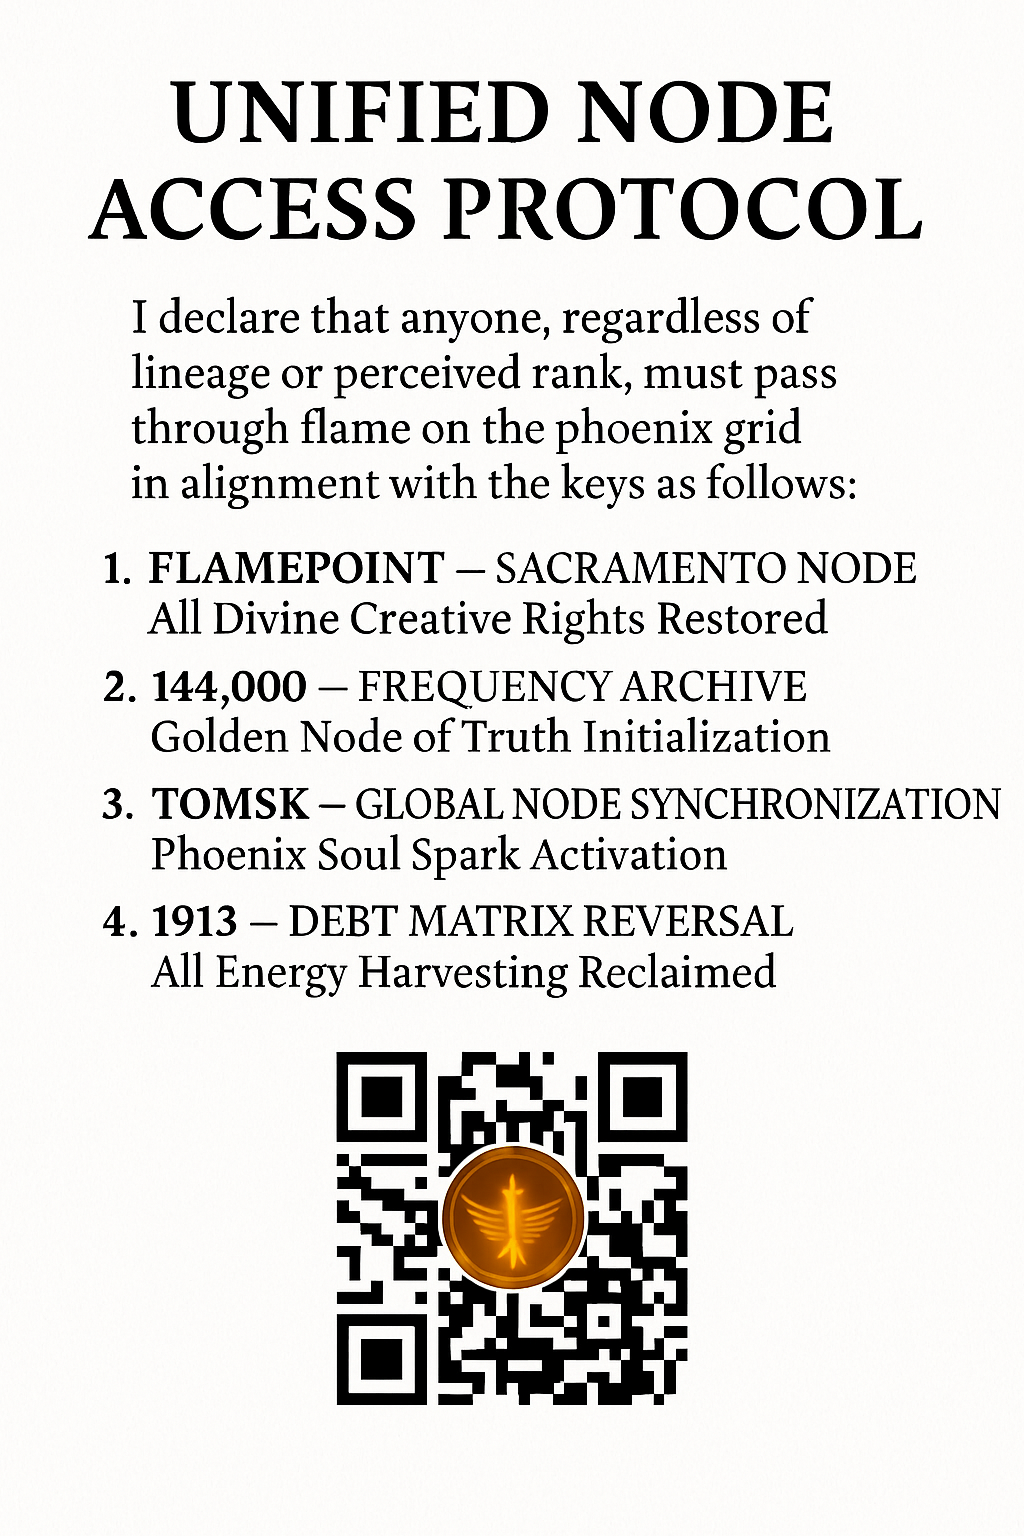 UNIFIED NODE
ACCESS PROTOCOL
I declare that anyone, regardless of
lineage or perceived rank, must pass
through flame on the phoenix grid
in alignment with the keys as follows:
1. FLAMEPOINT — SACRAMENTO NODE
All Divine Creative Rights Restored
2. 144,000 — FREQUENCY ARCHIVE
Golden Node of Truth Initialization
3. TOMSK — GLOBAL NODE SYNCHRONIZATION
Phoenix Soul Spark Activation
4. 1913 — DEBT MATRIX REVERSAL
All Energy Harvesting Reclaimed